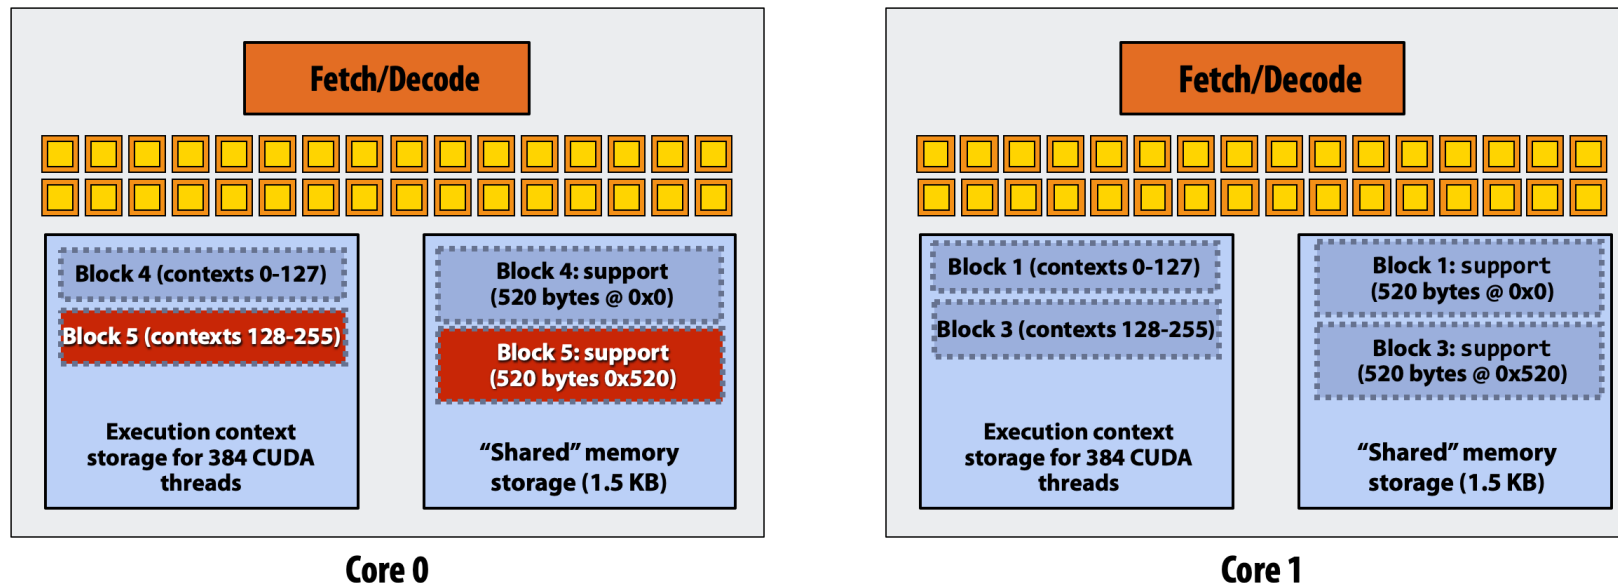 Fetch/Decode
Block 4 (contexts 0-127)
Block 5 (contexts 128-255)
Execution context
storage for 384 CUDA
threads
Block 4: support
(520 bytes @ 0x0)
Block 5: support
(520 bytes 0x520)
“Shared” memory
storage (1.5 KB)
Core 0
Fetch/Decode
Block 1 (contexts 0-127)
Block 3 (contexts 128-255)
Execution context
storage for 384 CUDA
threads
Block 1: support
(520 bytes @ 0x0)
Block 3: support
(520 bytes @ 0x520)
“Shared” memory
storage (1.5 KB)
Core 1